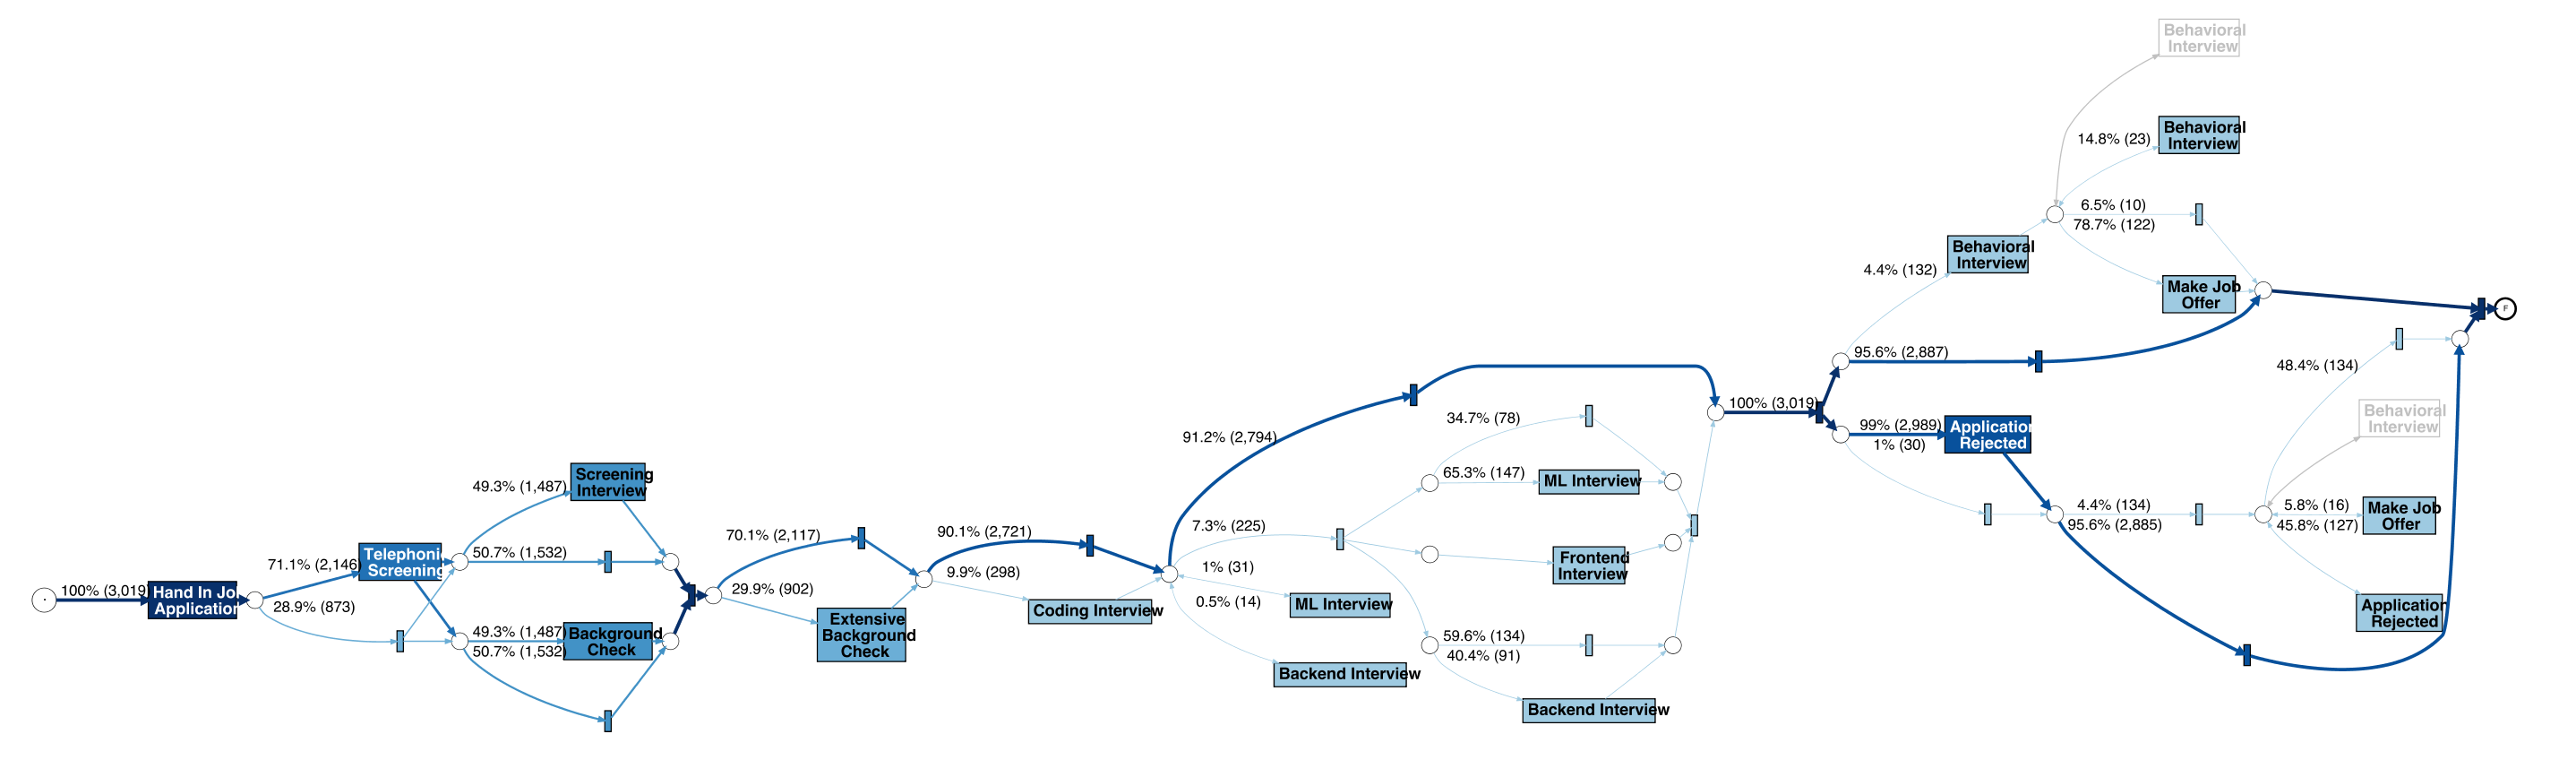 100% (3,019)
Hand In Job
Application
71.1% (2,146)
28.9% (873)
Telephonic
Screening
49.3% (1,487)
50.7% (1,532)
Screening
Interview
49.3% (1,487)
50.7% (1,532)
Background
Check
70.1% (2,117)
29.9% (902)
Extensive
Background
Check
90.1% (2,721)
9.9% (298)
Coding Interview
91.2% (2,794)
7.3% (225)
1% (31)
0.5% (14)
ML Interview
Backend Interview
34.7% (78)
65.3% (147)
ML Interview
Frontend
Interview
59.6% (134)
40.4% (91)
Backend Interview
100% (3,019)
4.4% (132)
95.6% (2,887)
Behavioral
Interview
Behavioral
Interview
14.8% (23)
Behavioral
Interview
6.5% (10)
78.7% (122)
Make Job
Offer
99% (2,989)
1% (30)
Application
Rejected
4.4% (134)
95.6% (2,885)
48.4% (134)
Behavioral
Interview
5.8% (16)
45.8% (127)
Make Job
Offer
Application
Rejected
F